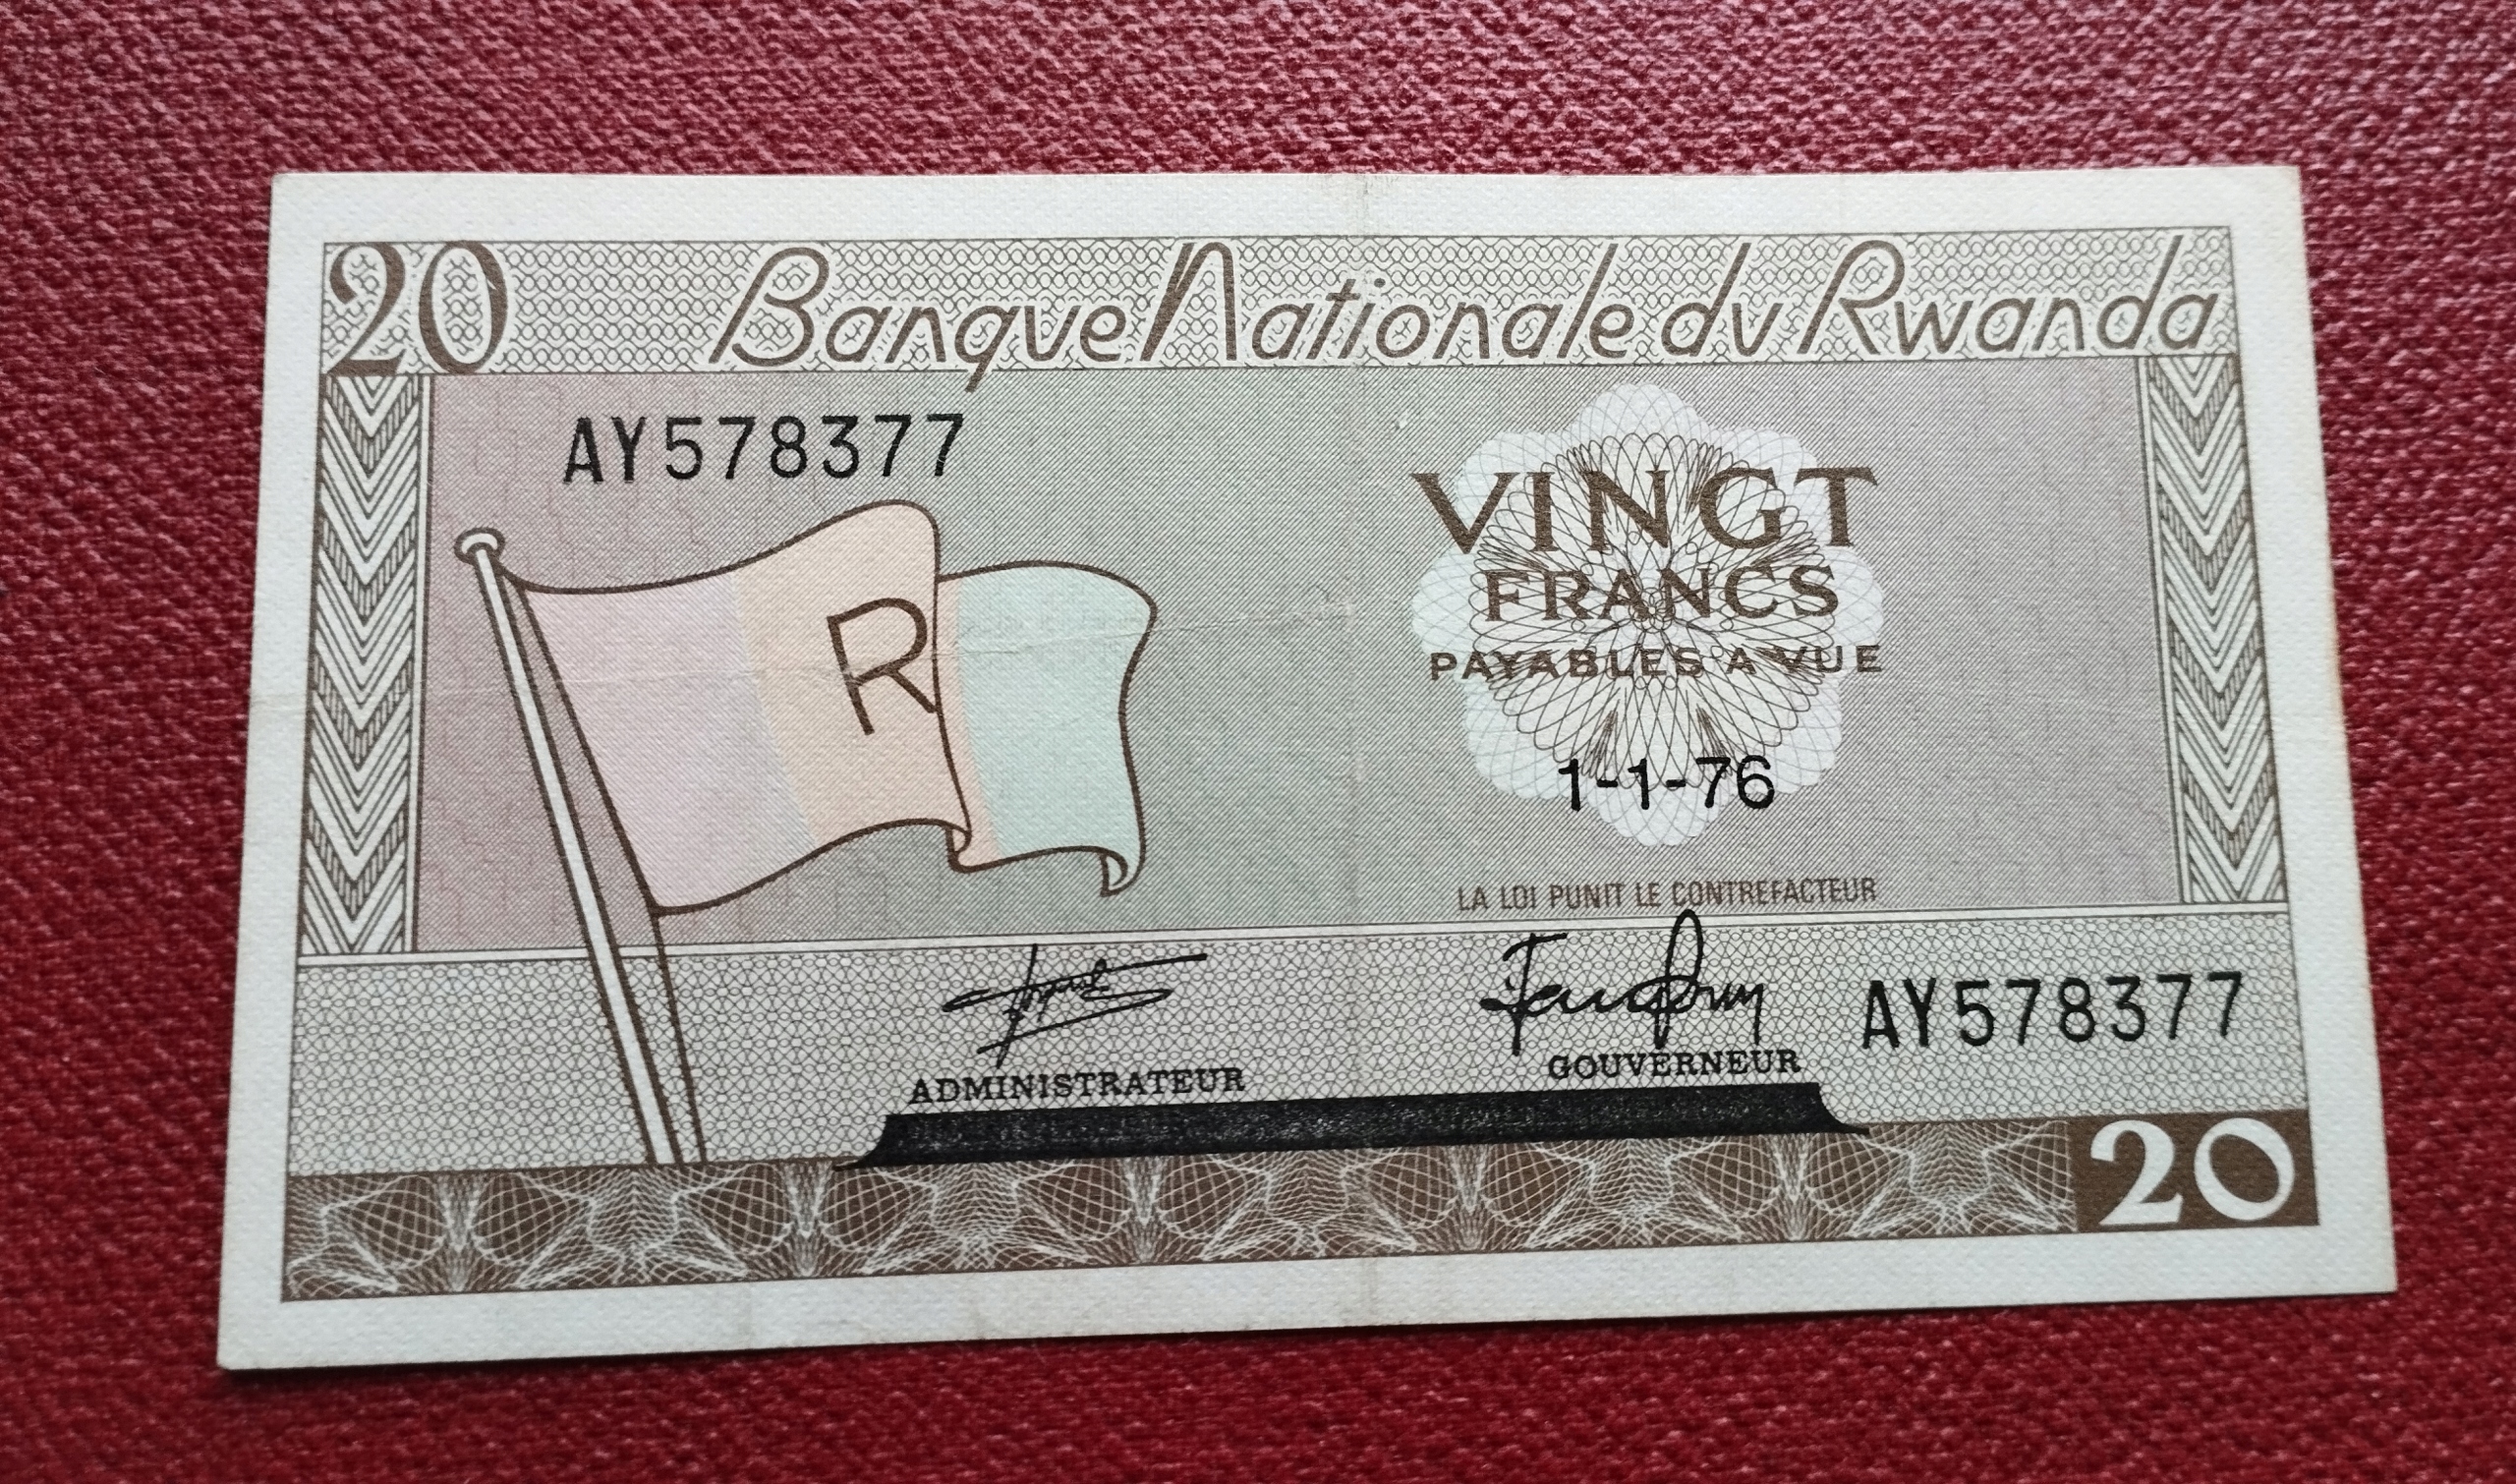 20 Banque Nationale du Rwanda
AY578377
R
VINGT
FRANCS
PAYABLES A VUE
1-1-76
LA LOI PUNIT LE CONTREFACTEUR
ADMINISTRATEUR
GOUVERNEUR
AY578377
20